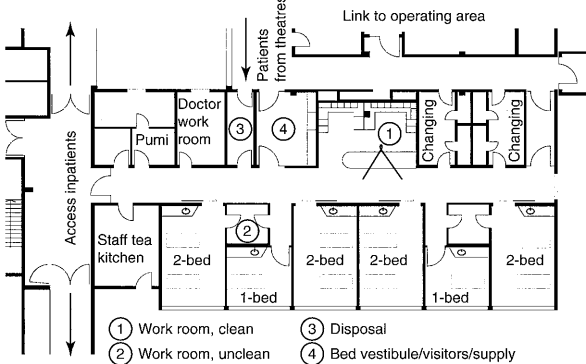 Link to operating area
Patients
from theatres
Doctor
work
room
Pumi
3
4
1
Changing
Changing
Access inpatients
Staff tea
kitchen
2-bed
2
1-bed
2-bed
2-bed
1-bed
2-bed
1 Work room, clean
2 Work room, unclean
3 Disposal
4 Bed vestibule/visitors/supply